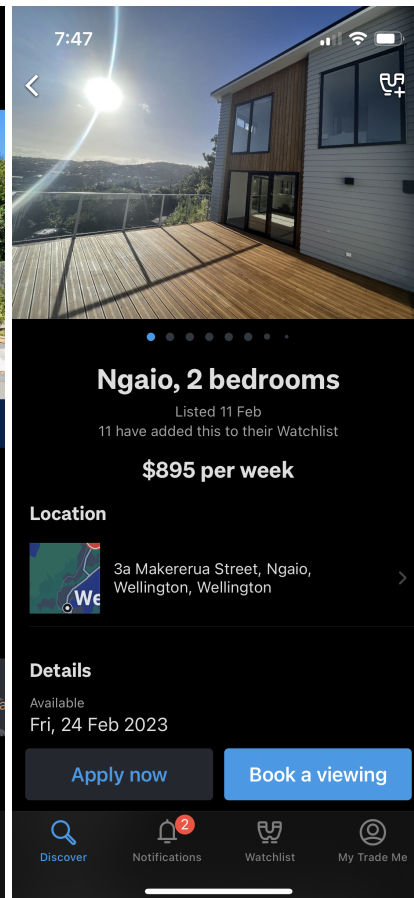 7:47
Ngaio, 2 bedrooms
Listed 11 Feb
11 have added this to their Watchlist
$895 per week
Location
We
3a Makererua Street, Ngaio,
Wellington, Wellington
Details
Available
Fri, 24 Feb 2023
Apply now
Book a viewing
2
Discover
Notifications
Watchlist
My Trade Me